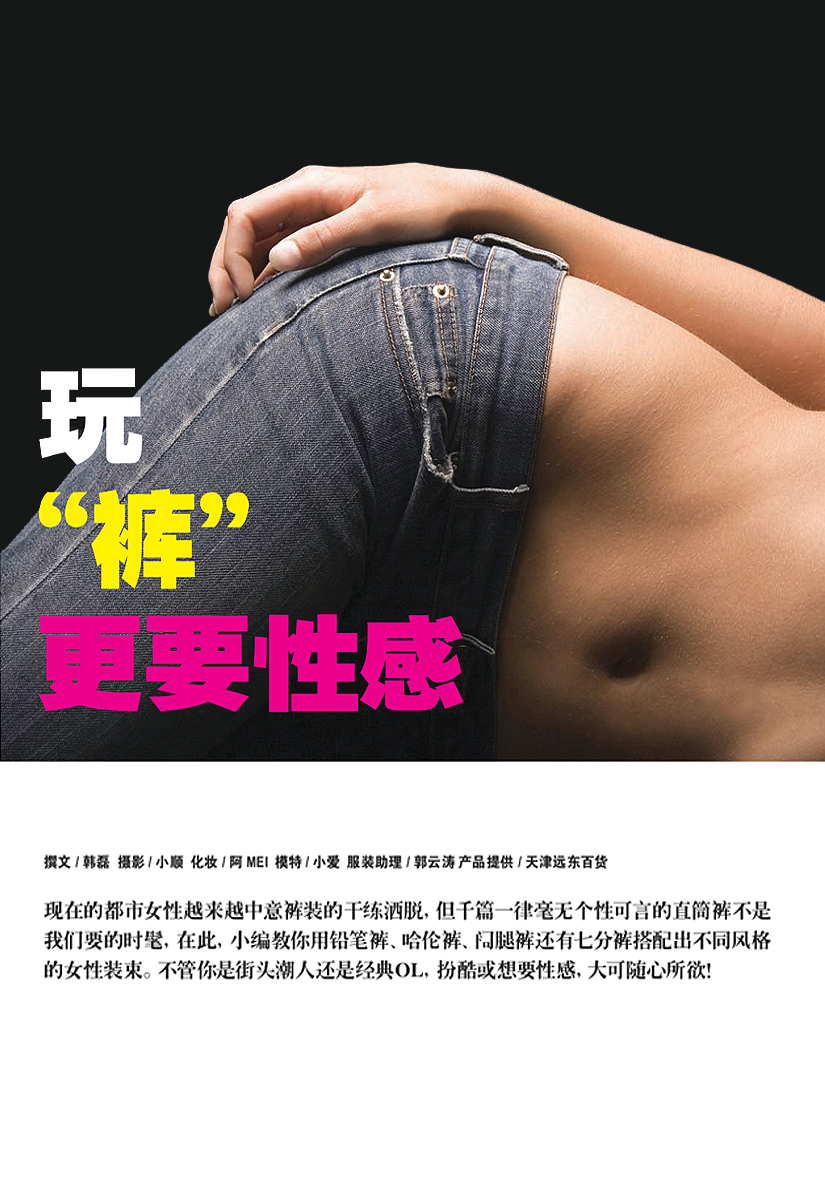 玩
“裤”
更要性感
撰文 / 韩磊 摄影 / 小顺 化妆 / 阿 MEI 模特 / 小爱 服装助理 / 郭云涛 产品提供 / 天津远东百货
现在的都市女性越来越中意裤装的干练洒脱, 但千篇一律毫无个性可言的直筒裤不是
我们要的时髦, 在此, 小编教你用铅笔裤、哈伦裤、阔腿裤还有七分裤搭配出不同风格
的女性装束。不管你是街头潮人还是经典OL, 扮酷或想要性感, 大可随心所欲!